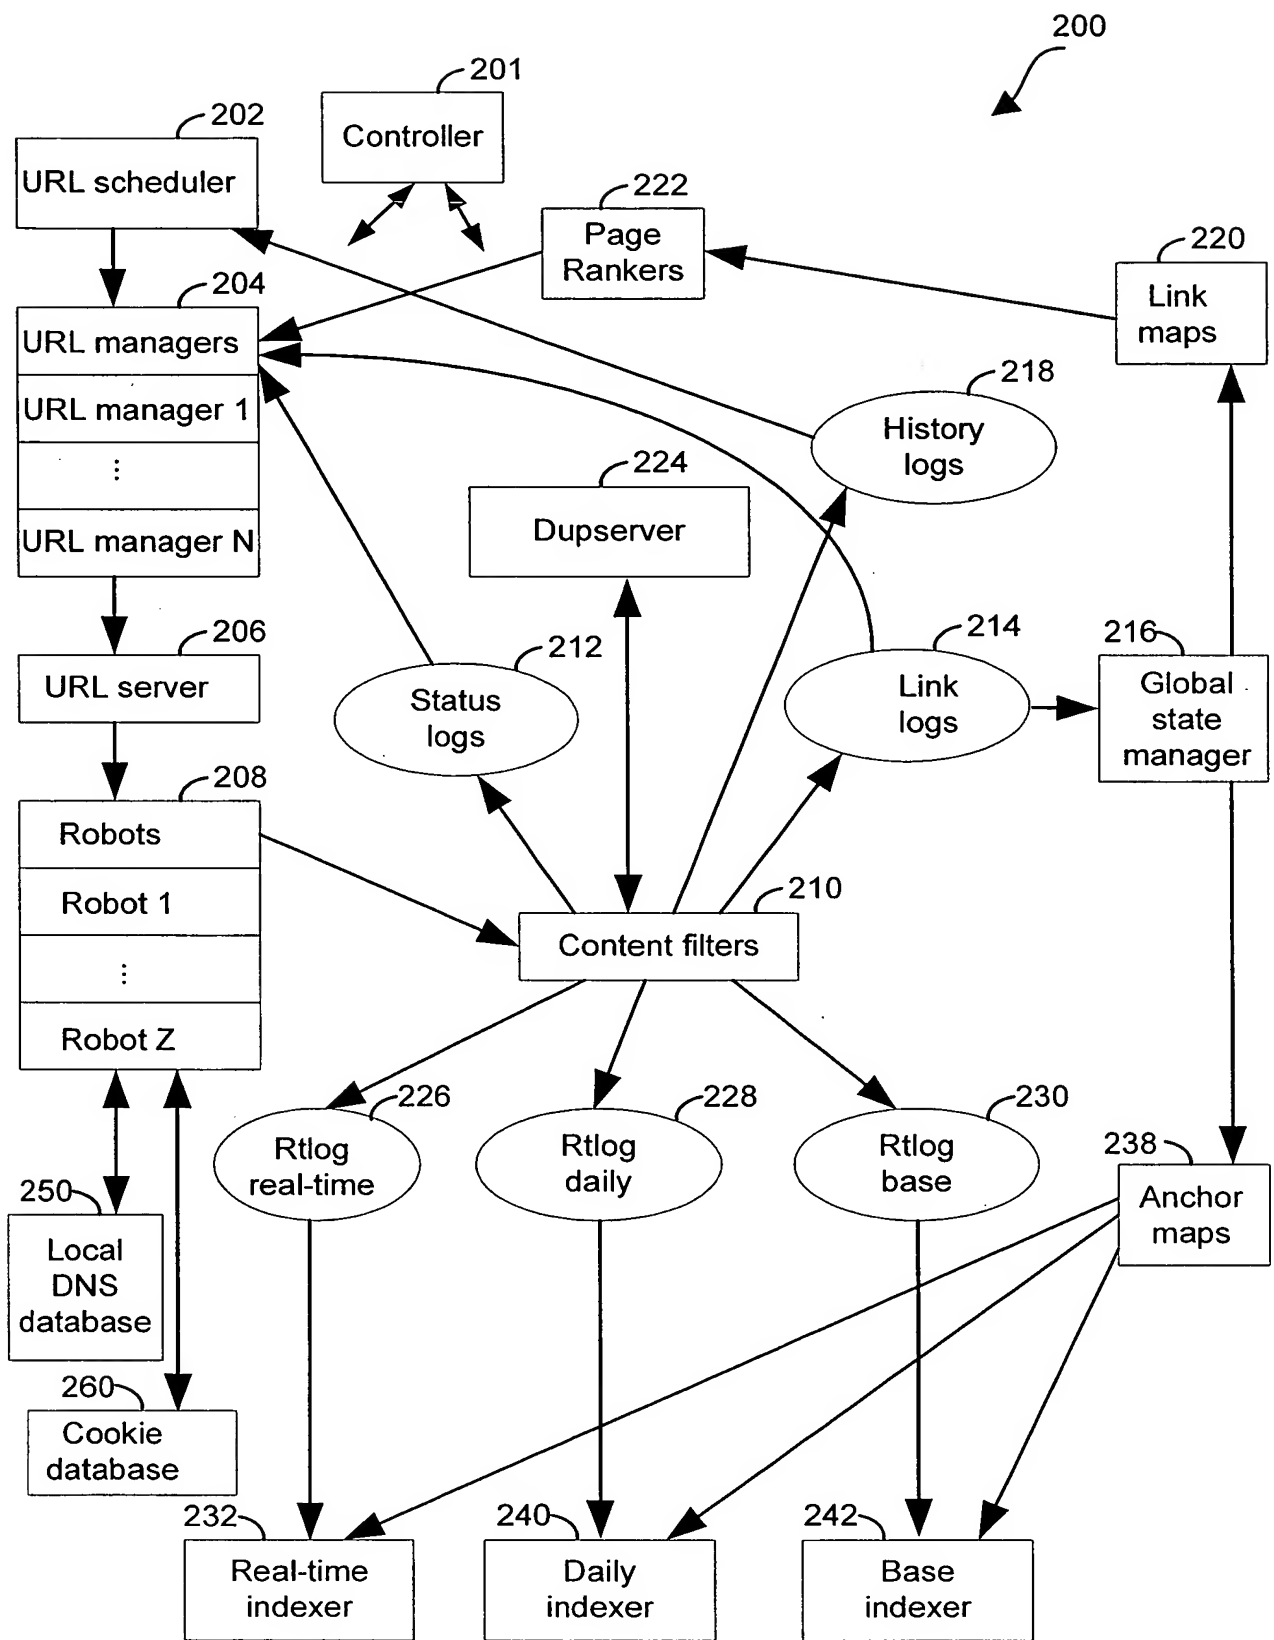 200
201
Controller
202
URL scheduler
222
Page
Rankers
220
Link
maps
204
URL managers
URL manager 1
⋮
URL manager N
218
History
logs
224
Dupserver
206
URL server
212
Status
logs
214
Link
logs
216
Global
state
manager
208
Robots
Robot 1
⋮
Robot Z
210
Content filters
226
Rtlog
real-time
228
Rtlog
daily
230
Rtlog
base
238
Anchor
maps
250
Local
DNS
database
260
Cookie
database
232
Real-time
indexer
240
Daily
indexer
242
Base
indexer